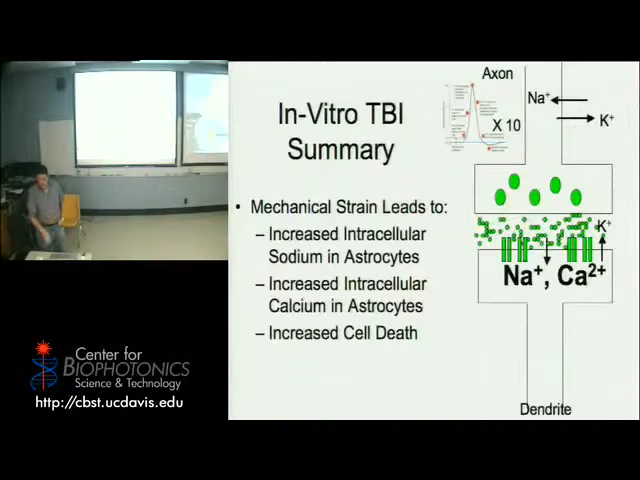 In-Vitro TBI
Summary
• Mechanical Strain Leads to:
– Increased Intracellular
Sodium in Astrocytes
– Increased Intracellular
Calcium in Astrocytes
– Increased Cell Death
Axon
Na⁺
K⁺
X 10
K⁺
Na⁺, Ca²⁺
Dendrite
Center for
BIOPHOTONICS
Science & Technology
http://cbst.ucdavis.edu